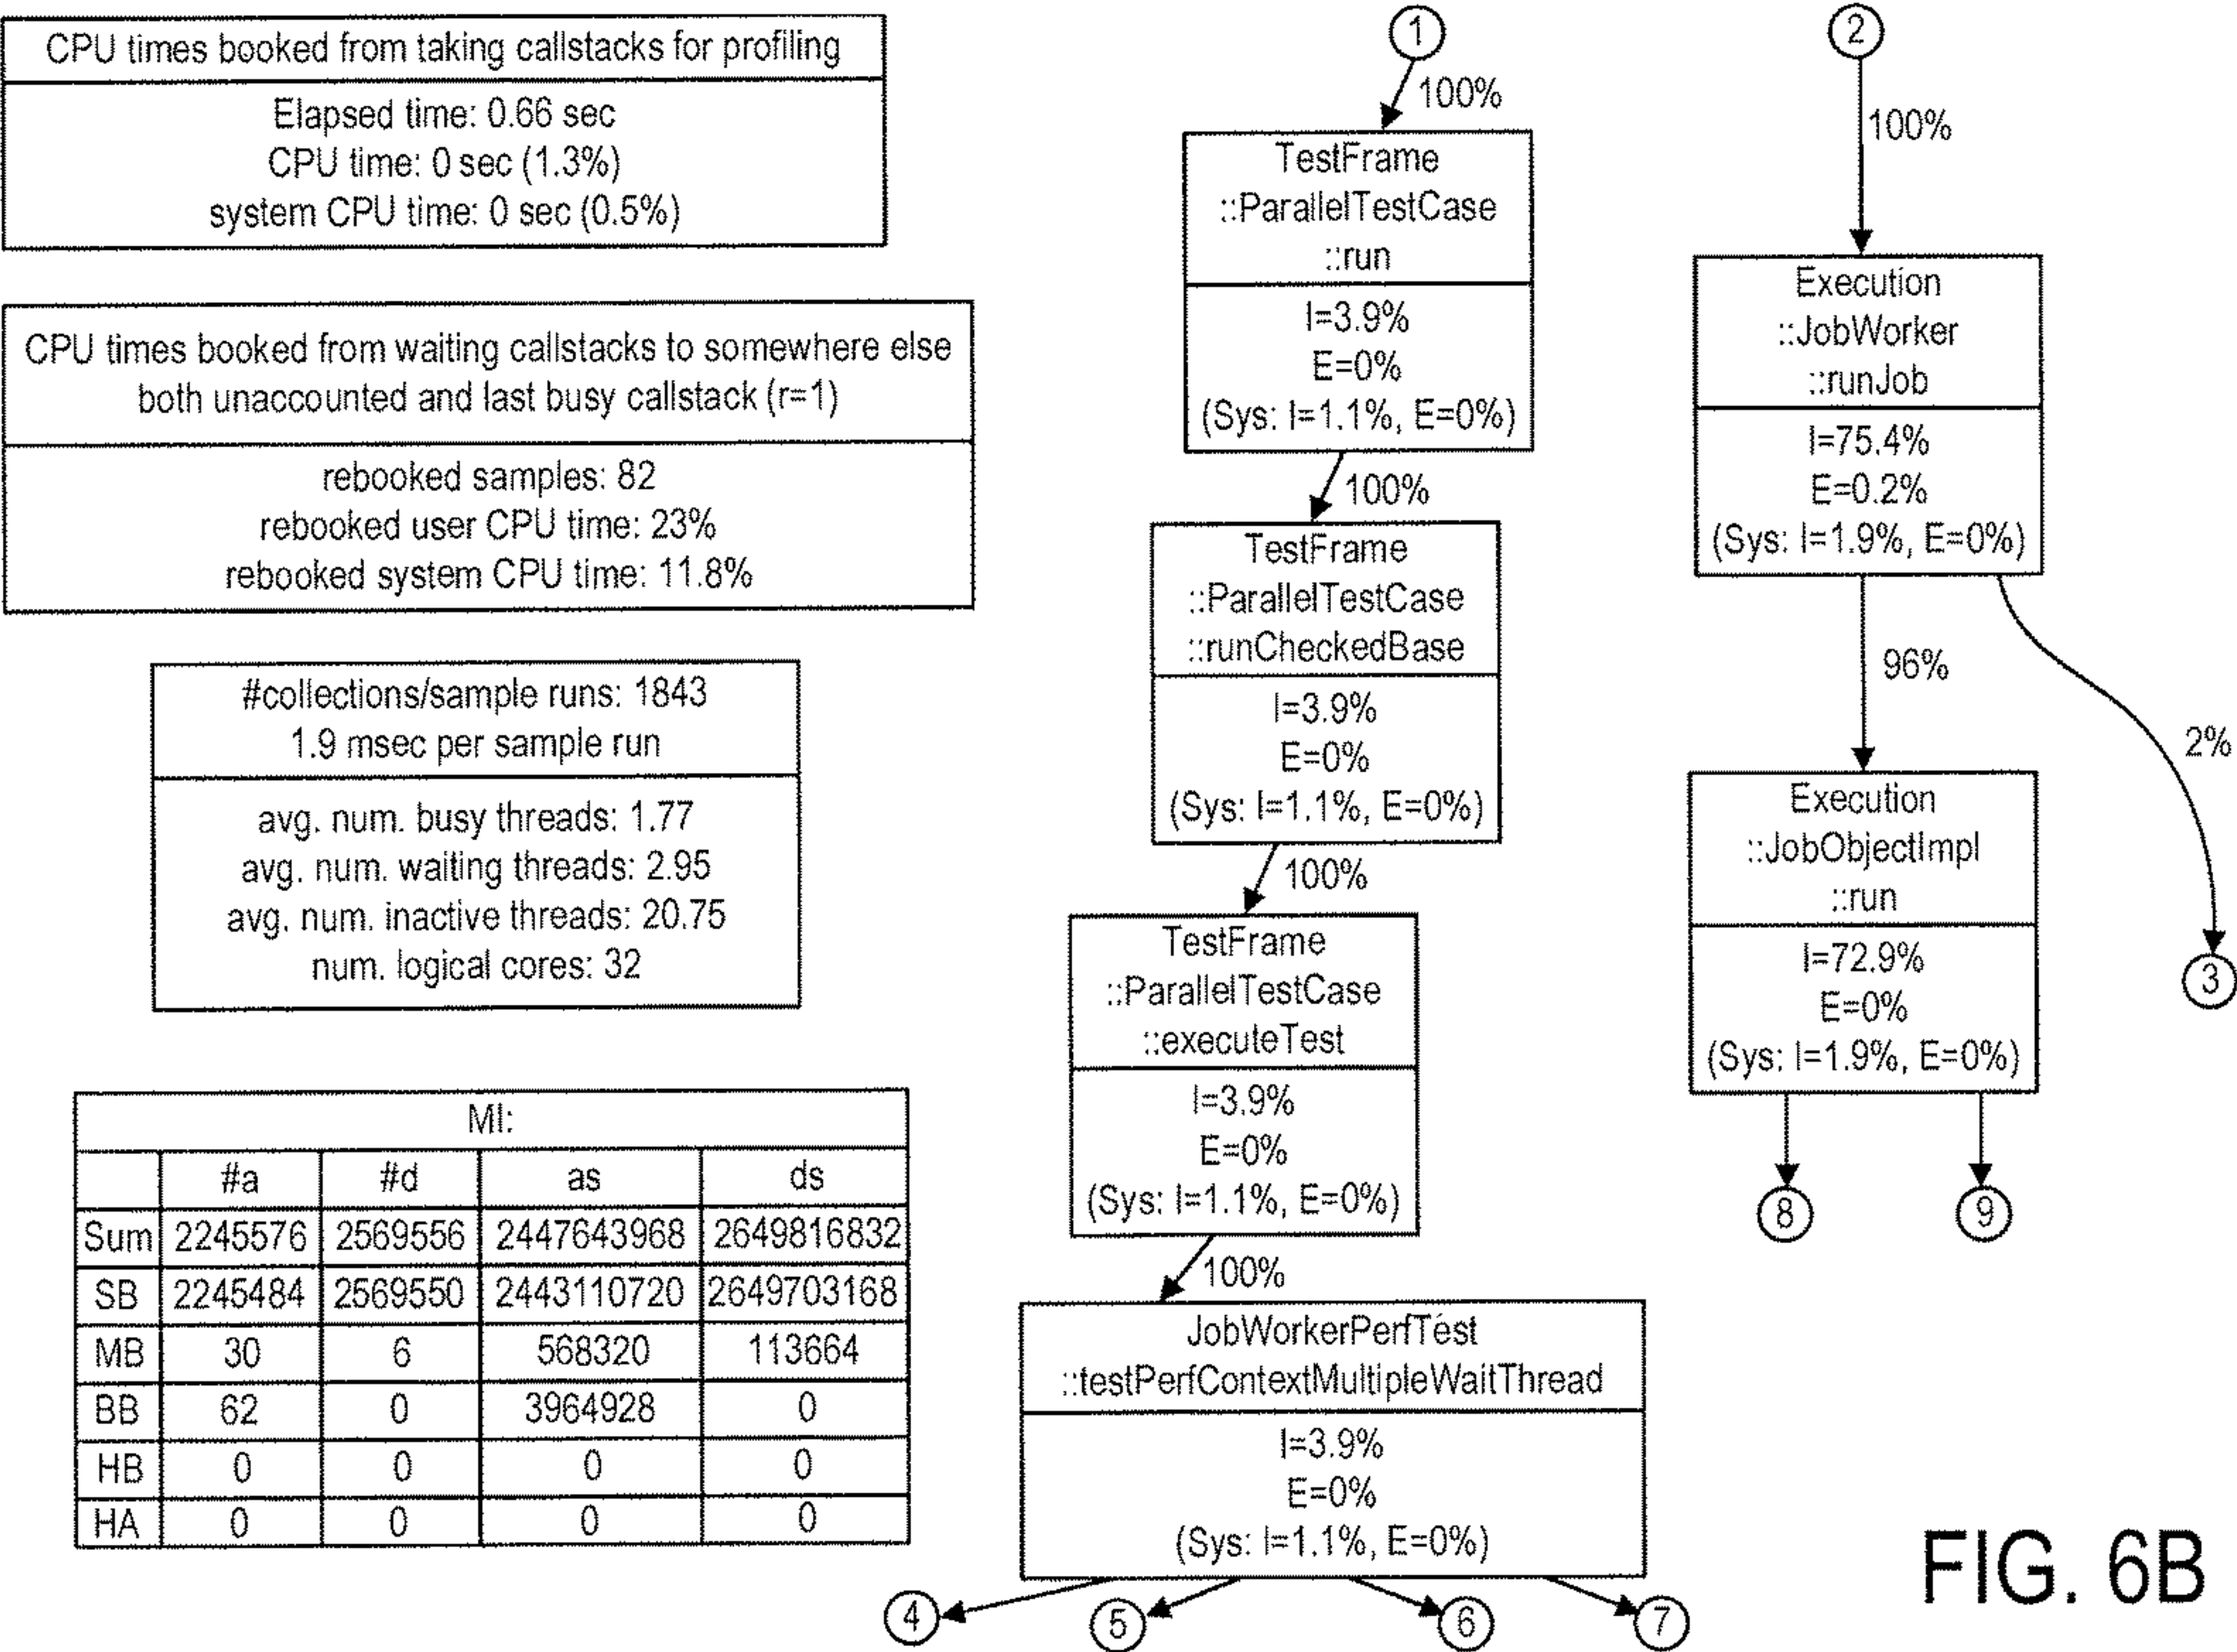 CPU times booked from taking callstacks for profiling
Elapsed time: 0.66 sec
CPU time: 0 sec (1.3%)
system CPU time: 0 sec (0.5%)
CPU times booked from waiting callstacks to somewhere else
both unaccounted and last busy callstack (r=1)
rebooked samples: 82
rebooked user CPU time: 23%
rebooked system CPU time: 11.8%
#collections/sample runs: 1843
1.9 msec per sample run
avg. num. busy threads: 1.77
avg. num. waiting threads: 2.95
avg. num. inactive threads: 20.75
num. logical cores: 32
MI:
#a #d as ds
Sum 2245576 2569556 2447643968 2649816832
SB 2245484 2569550 2443110720 2649703168
MB 30 6 568320 113664
BB 62 0 3964928 0
HB 0 0 0 0
HA 0 0 0 0
1
100%
TestFrame
::ParallelTestCase
::run
I=3.9%
E=0%
(Sys: I=1.1%, E=0%)
100%
TestFrame
::ParallelTestCase
::runCheckedBase
I=3.9%
E=0%
(Sys: I=1.1%, E=0%)
100%
TestFrame
::ParallelTestCase
::executeTest
I=3.9%
E=0%
(Sys: I=1.1%, E=0%)
100%
JobWorkerPerfTest
::testPerfContextMultipleWaitThread
I=3.9%
E=0%
(Sys: I=1.1%, E=0%)
4 5 6 7
2
100%
Execution
::JobWorker
::runJob
I=75.4%
E=0.2%
(Sys: I=1.9%, E=0%)
96%
2%
Execution
::JobObjectImpl
::run
I=72.9%
E=0%
(Sys: I=1.9%, E=0%)
3
8 9
FIG. 6B